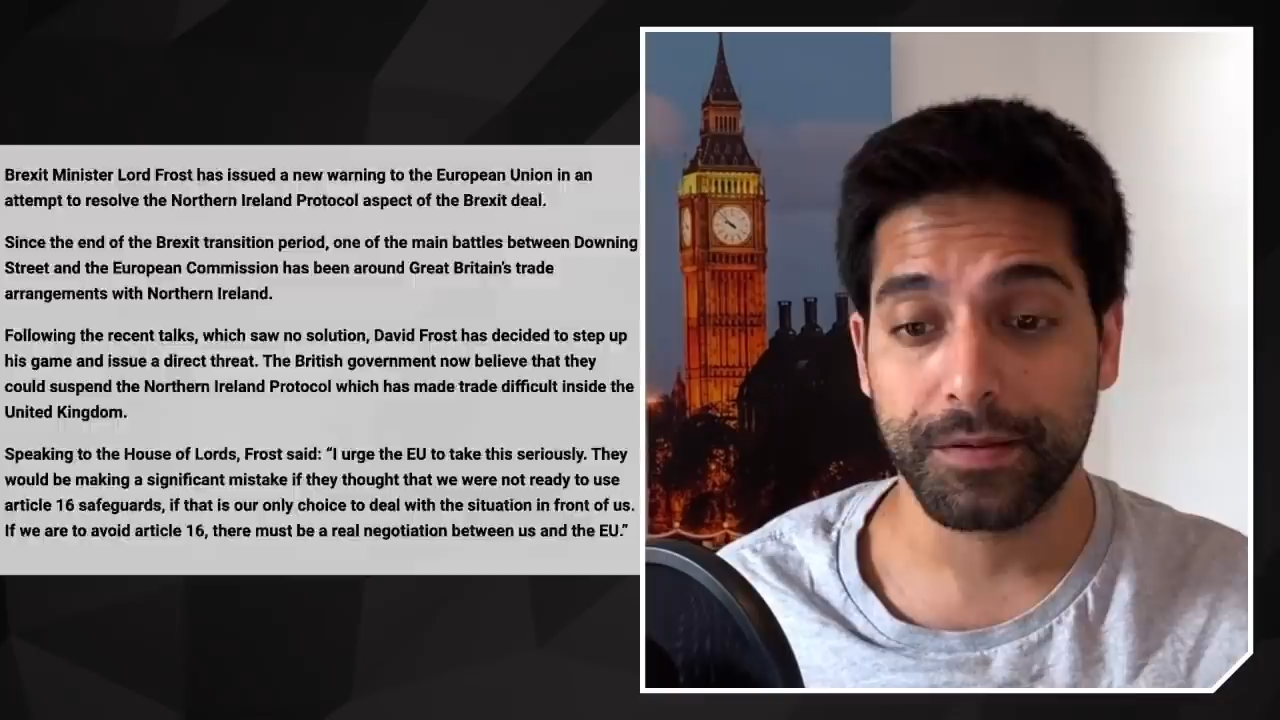 Brexit Minister Lord Frost has issued a new warning to the European Union in an
attempt to resolve the Northern Ireland Protocol aspect of the Brexit deal.
Since the end of the Brexit transition period, one of the main battles between Downing
Street and the European Commission has been around Great Britain’s trade
arrangements with Northern Ireland.
Following the recent talks, which saw no solution, David Frost has decided to step up
his game and issue a direct threat. The British government now believe that they
could suspend the Northern Ireland Protocol which has made trade difficult inside the
United Kingdom.
Speaking to the House of Lords, Frost said: “I urge the EU to take this seriously. They
would be making a significant mistake if they thought that we were not ready to use
article 16 safeguards, if that is our only choice to deal with the situation in front of us.
If we are to avoid article 16, there must be a real negotiation between us and the EU.”